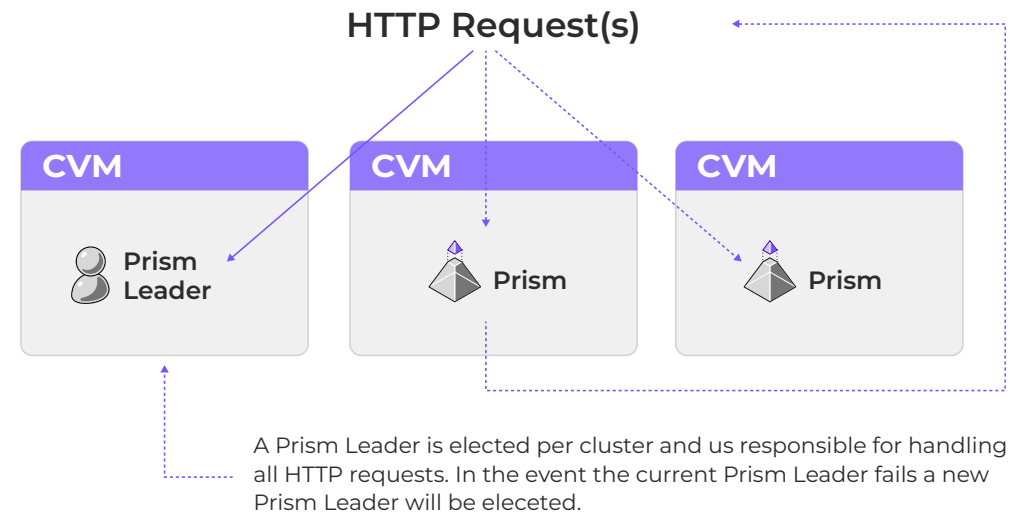 HTTP Request(s)
CVM
CVM
CVM
Prism
Leader
Prism
Prism
A Prism Leader is elected per cluster and us responsible for handling
all HTTP requests. In the event the current Prism Leader fails a new
Prism Leader will be eleceted.